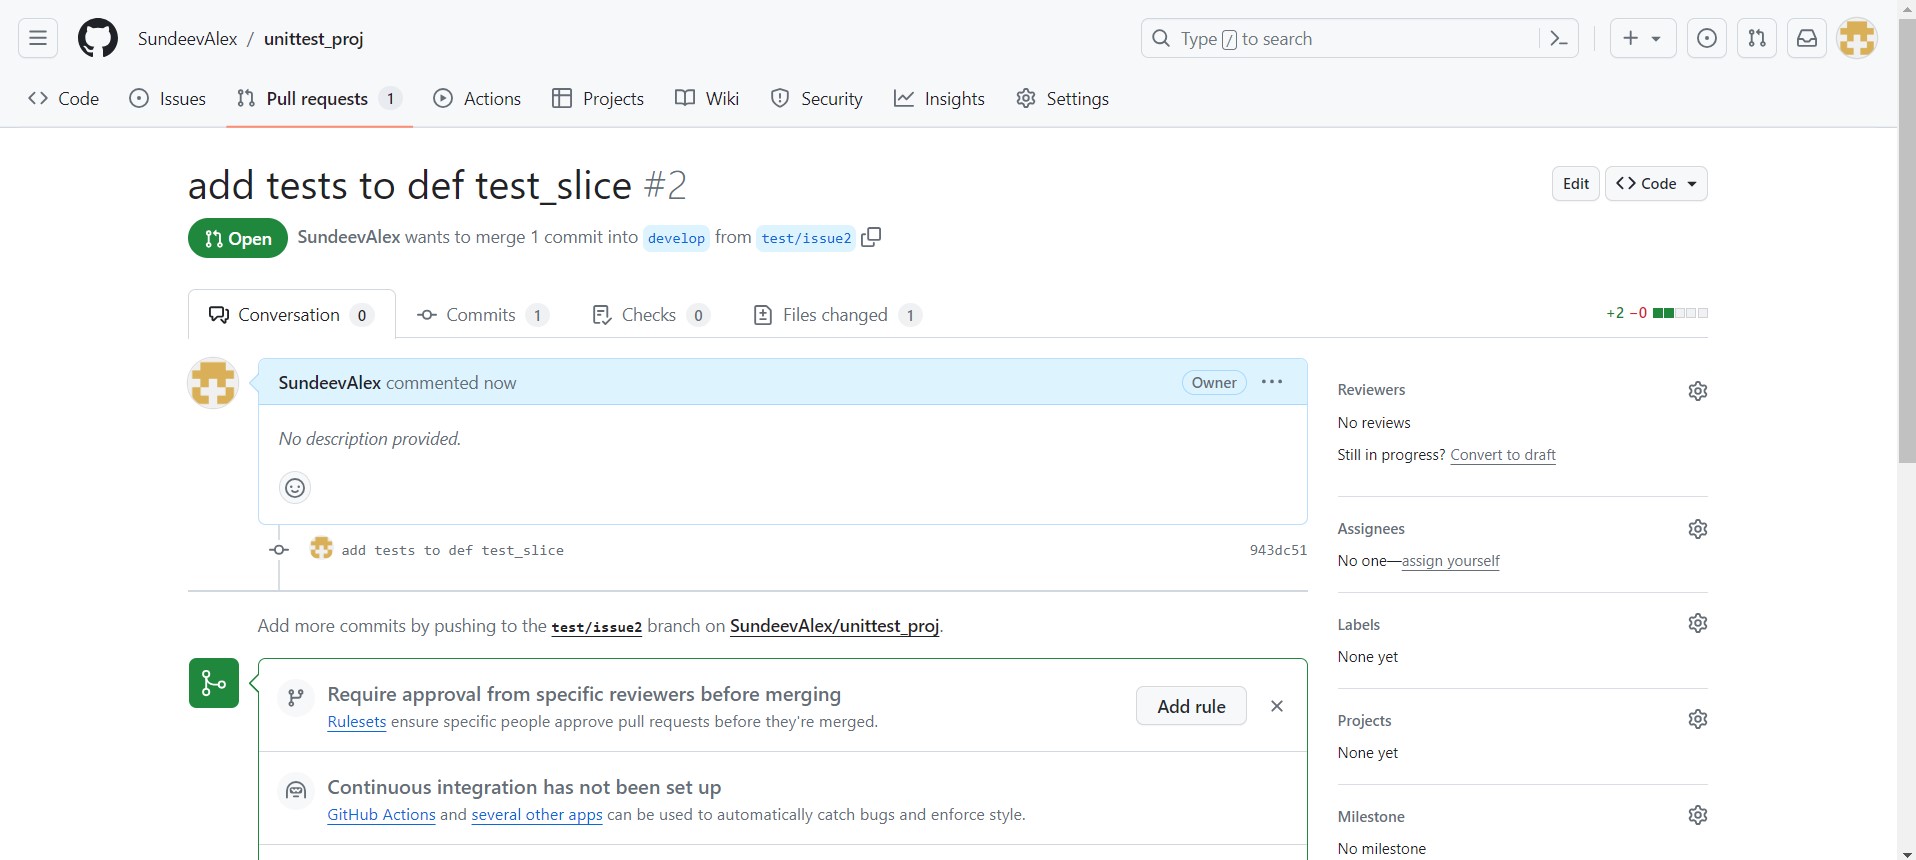 SundeevAlex / unittest_proj
Type / to search
Code Issues Pull requests 1 Actions Projects Wiki Security Insights Settings
add tests to def test_slice #2
Edit Code
Open SundeevAlex wants to merge 1 commit into develop from test/issue2
Conversation 0 Commits 1 Checks 0 Files changed 1
+2 −0
SundeevAlex commented now
Owner
No description provided.
add tests to def test_slice
943dc51
Add more commits by pushing to the test/issue2 branch on SundeevAlex/unittest_proj.
Require approval from specific reviewers before merging
Rulesets ensure specific people approve pull requests before they're merged.
Add rule
Continuous integration has not been set up
GitHub Actions and several other apps can be used to automatically catch bugs and enforce style.
Reviewers
No reviews
Still in progress? Convert to draft
Assignees
No one—assign yourself
Labels
None yet
Projects
None yet
Milestone
No milestone